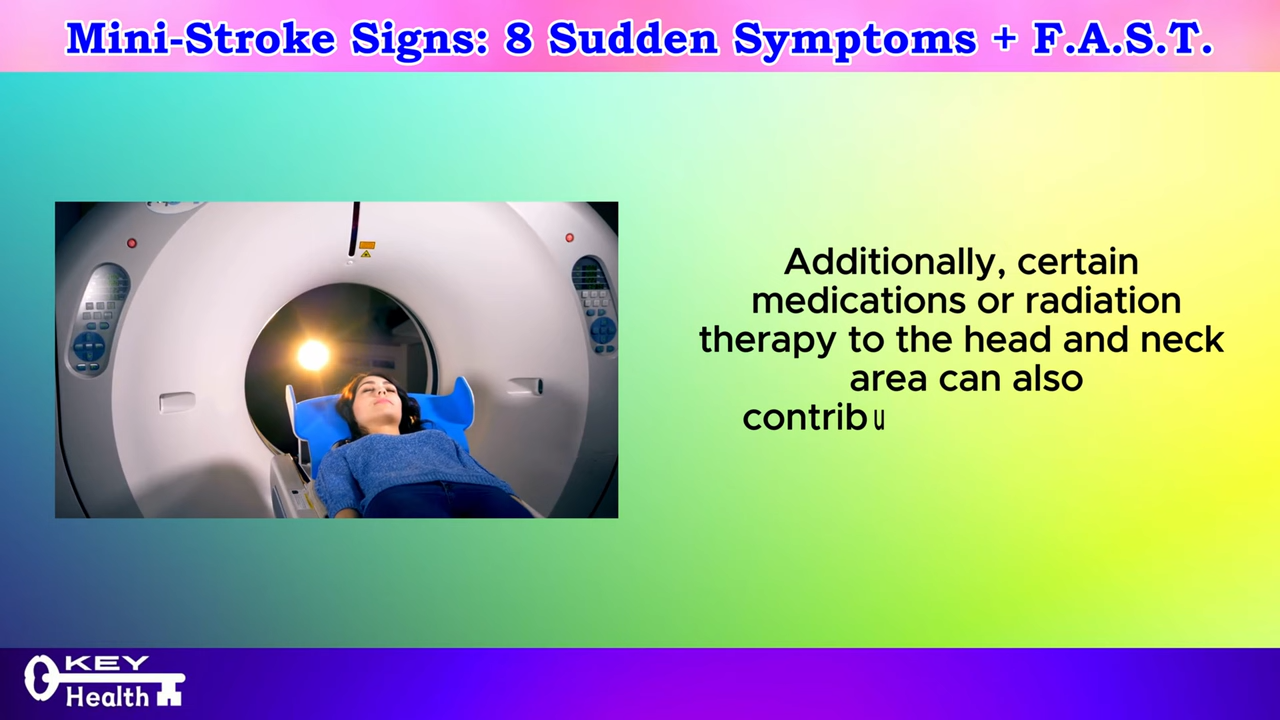 Mini-Stroke Signs: 8 Sudden Symptoms + F.A.S.T.
Additionally, certain
medications or radiation
therapy to the head and neck
area can also
contribu
KEY
Health